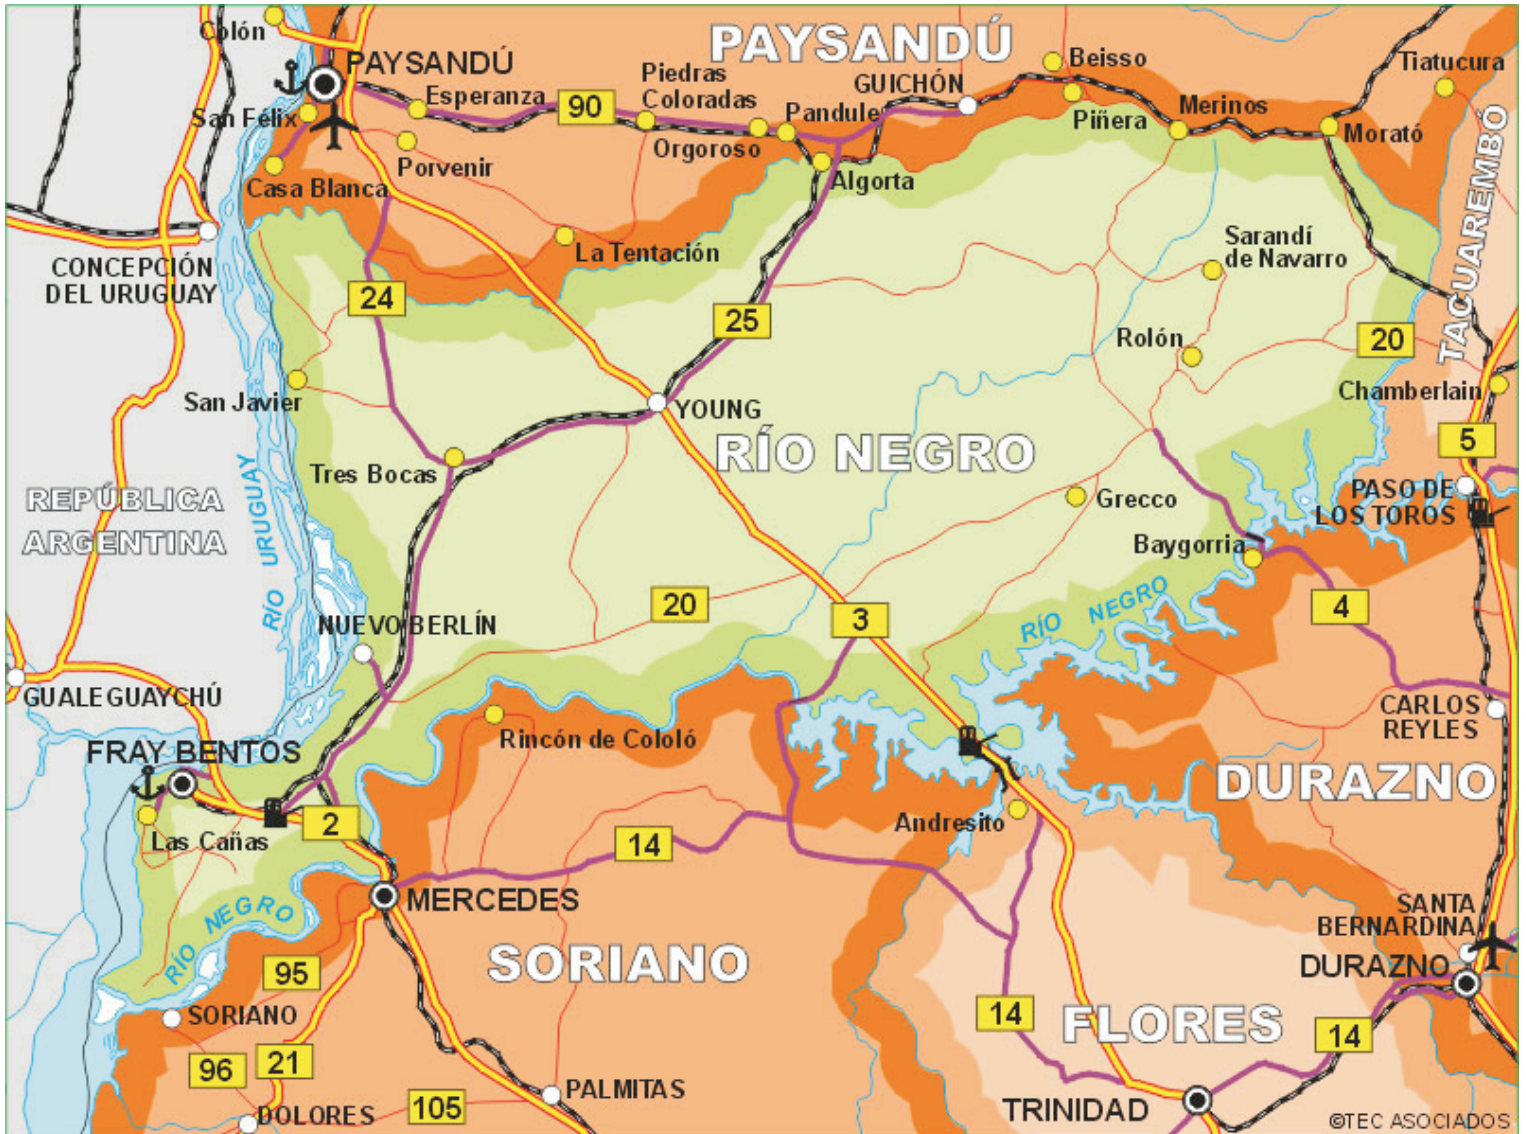 Colón
PAYSANDÚ
PAYSANDÚ
Beisso
Tiatucura
Piedras
Coloradas
GUICHÓN
Esperanza
90
Pandule
Merinos
San Félix
Piñera
Morató
Orgoroso
Porvenir
Casa Blanca
Algorta
TACUAREMBÓ
La Tentación
Sarandí
de Navarro
CONCEPCIÓN
DEL URUGUAY
24
25
Rolón
20
San Javier
Chamberlain
YOUNG
RÍO NEGRO
5
Tres Bocas
REPÚBLICA
ARGENTINA
RÍO URUGUAY
Grecco
PASO DE
LOS TOROS
Baygorria
RÍO NEGRO
20
3
4
NUEVO BERLÍN
GUALEGUAYCHÚ
CARLOS
REYLES
FRAY BENTOS
Rincón de Cololó
DURAZNO
Las Cañas
2
14
Andresito
MERCEDES
RÍO NEGRO
SANTA
BERNARDINA
SORIANO
95
DURAZNO
SORIANO
14
FLORES
14
96
21
PALMITAS
105
TRINIDAD
DOLORES
©TEC ASOCIADOS